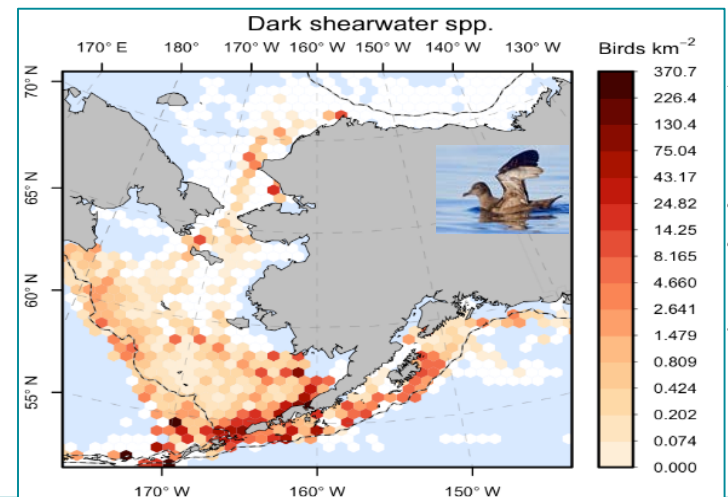 Dark shearwater spp.
170° E 180° 170° W 160° W 150° W 140° W 130° W
Birds km⁻²
370.7
226.4
130.4
75.04
43.17
24.82
14.25
8.165
4.660
2.641
1.479
0.809
0.424
0.202
0.074
0.000
70° N
65° N
60° N
55° N
170° W 160° W 150° W